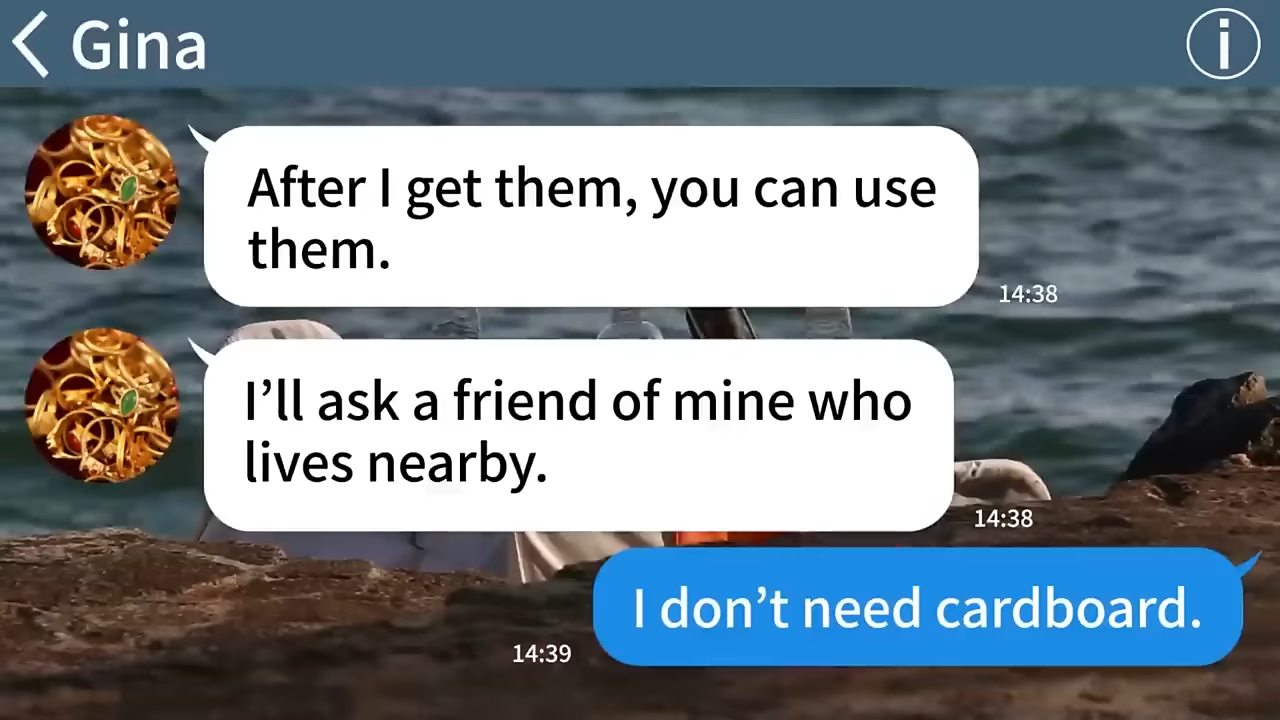 Gina
After I get them, you can use
them.
14:38
I’ll ask a friend of mine who
lives nearby.
14:38
I don’t need cardboard.
14:39